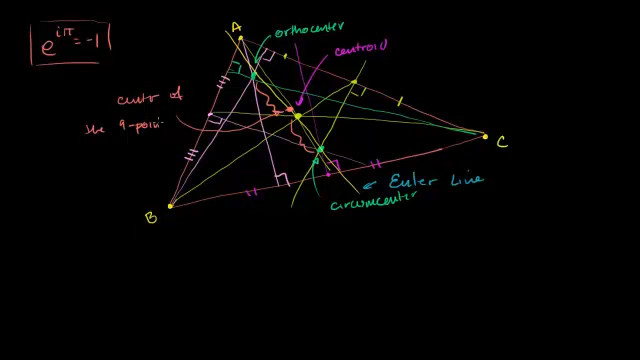 e^{iπ} = -1
A
orthocenter
centroid
center of
the 9-point
C
Euler Line
circumcenter
B